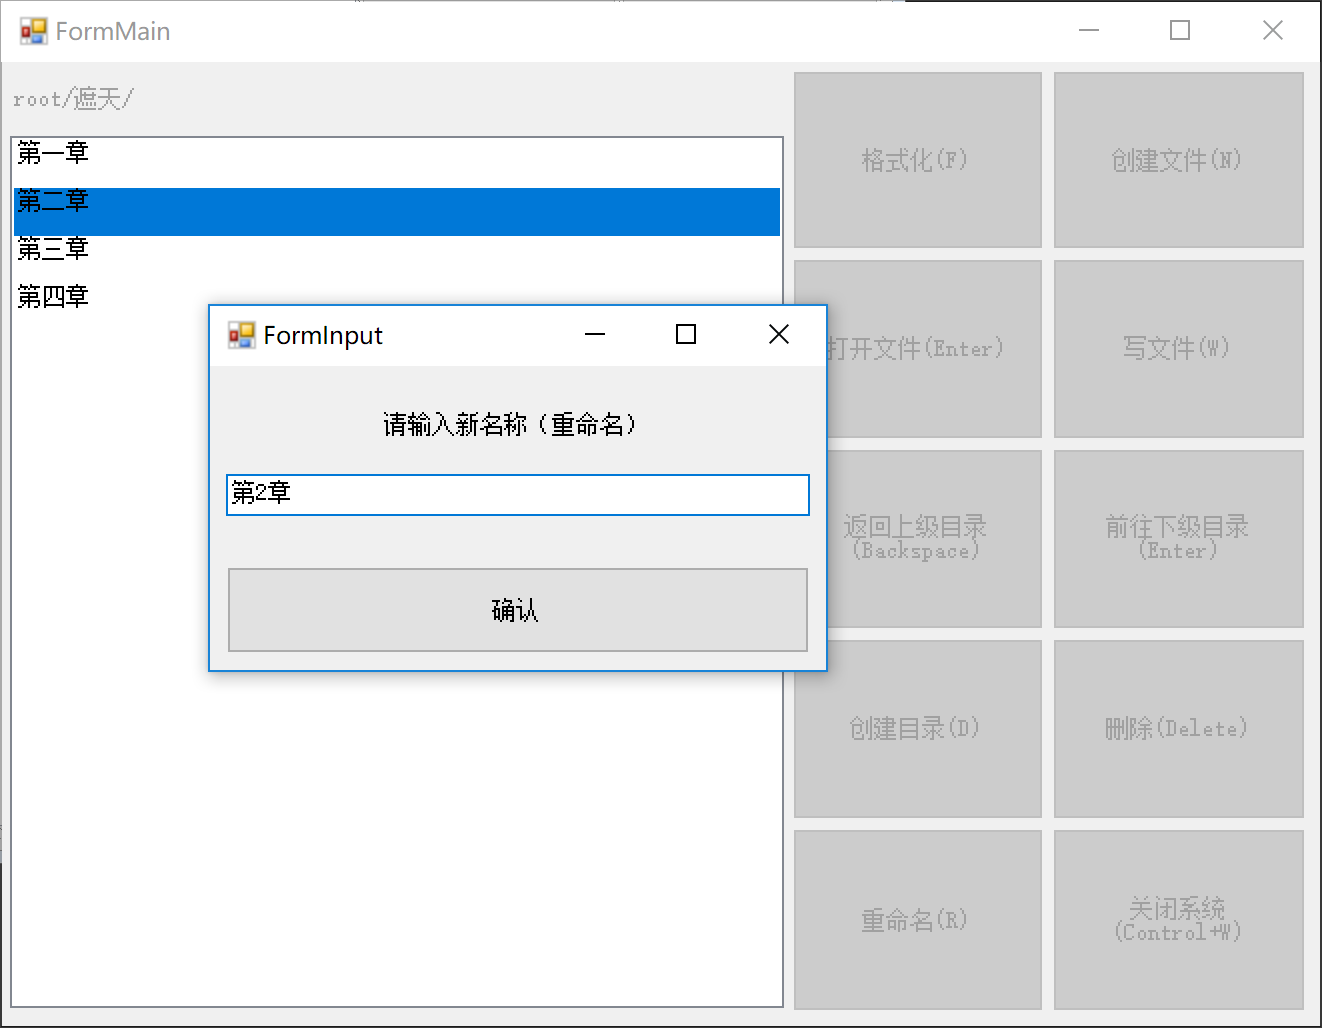 FormMain
root/遮天/
第一章
第二章
第三章
第四章
FormInput
请输入新名称（重命名）
第2章
确认
格式化(F)
创建文件(N)
打开文件(Enter)
写文件(W)
返回上级目录
(Backspace)
前往下级目录
(Enter)
创建目录(D)
删除(Delete)
重命名(R)
关闭系统
(Control+W)